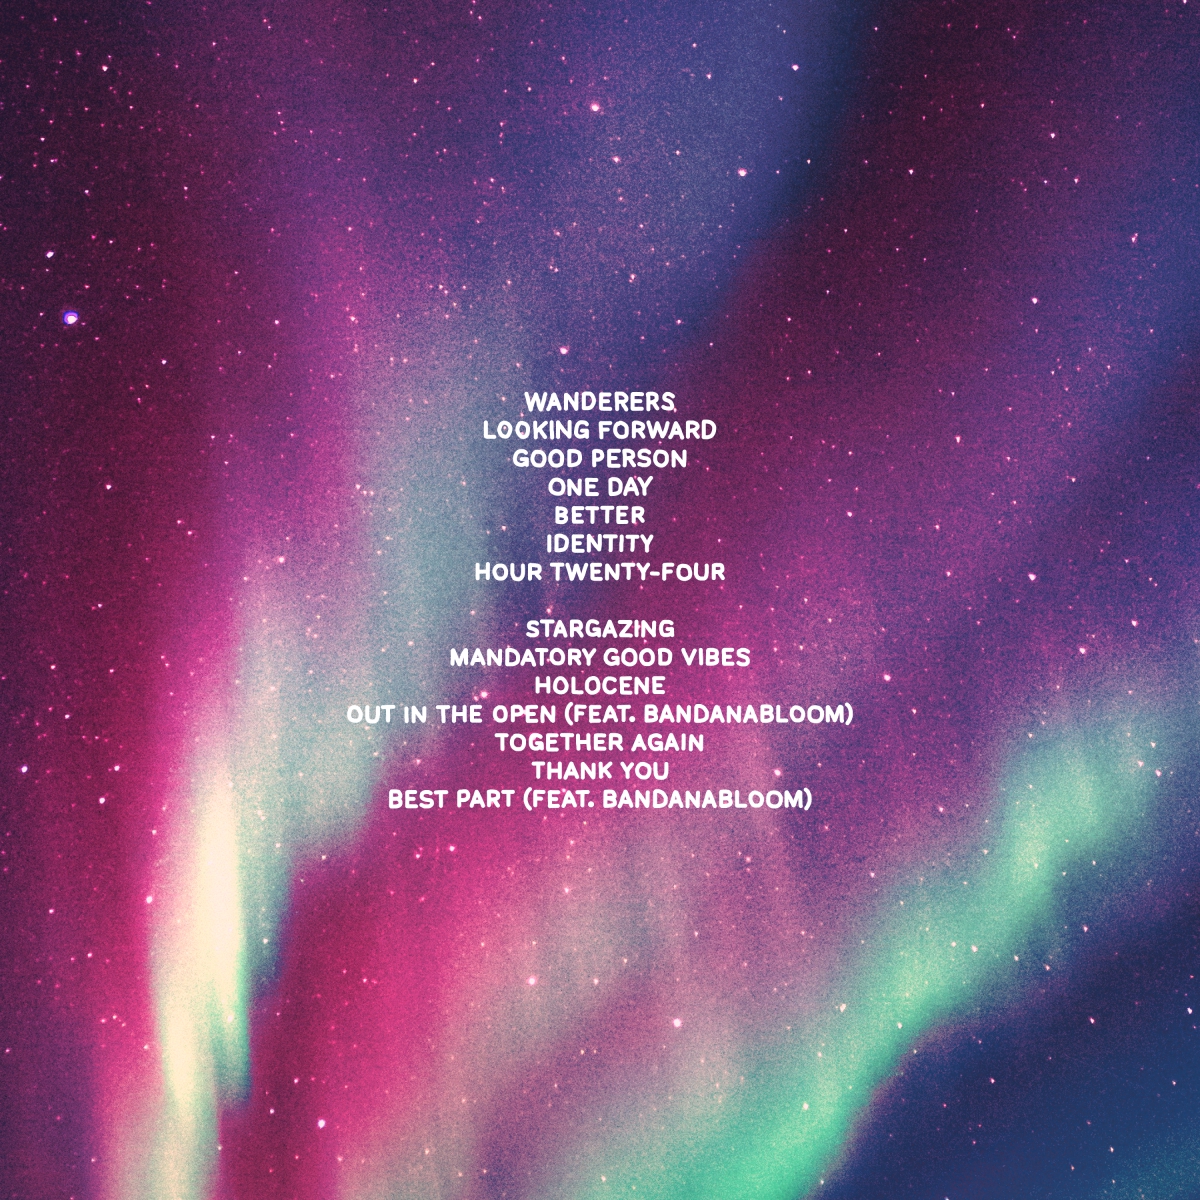 WANDERERS
LOOKING FORWARD
GOOD PERSON
ONE DAY
BETTER
IDENTITY
HOUR TWENTY-FOUR
STARGAZING
MANDATORY GOOD VIBES
HOLOCENE
OUT IN THE OPEN (FEAT. BANDANABLOOM)
TOGETHER AGAIN
THANK YOU
BEST PART (FEAT. BANDANABLOOM)